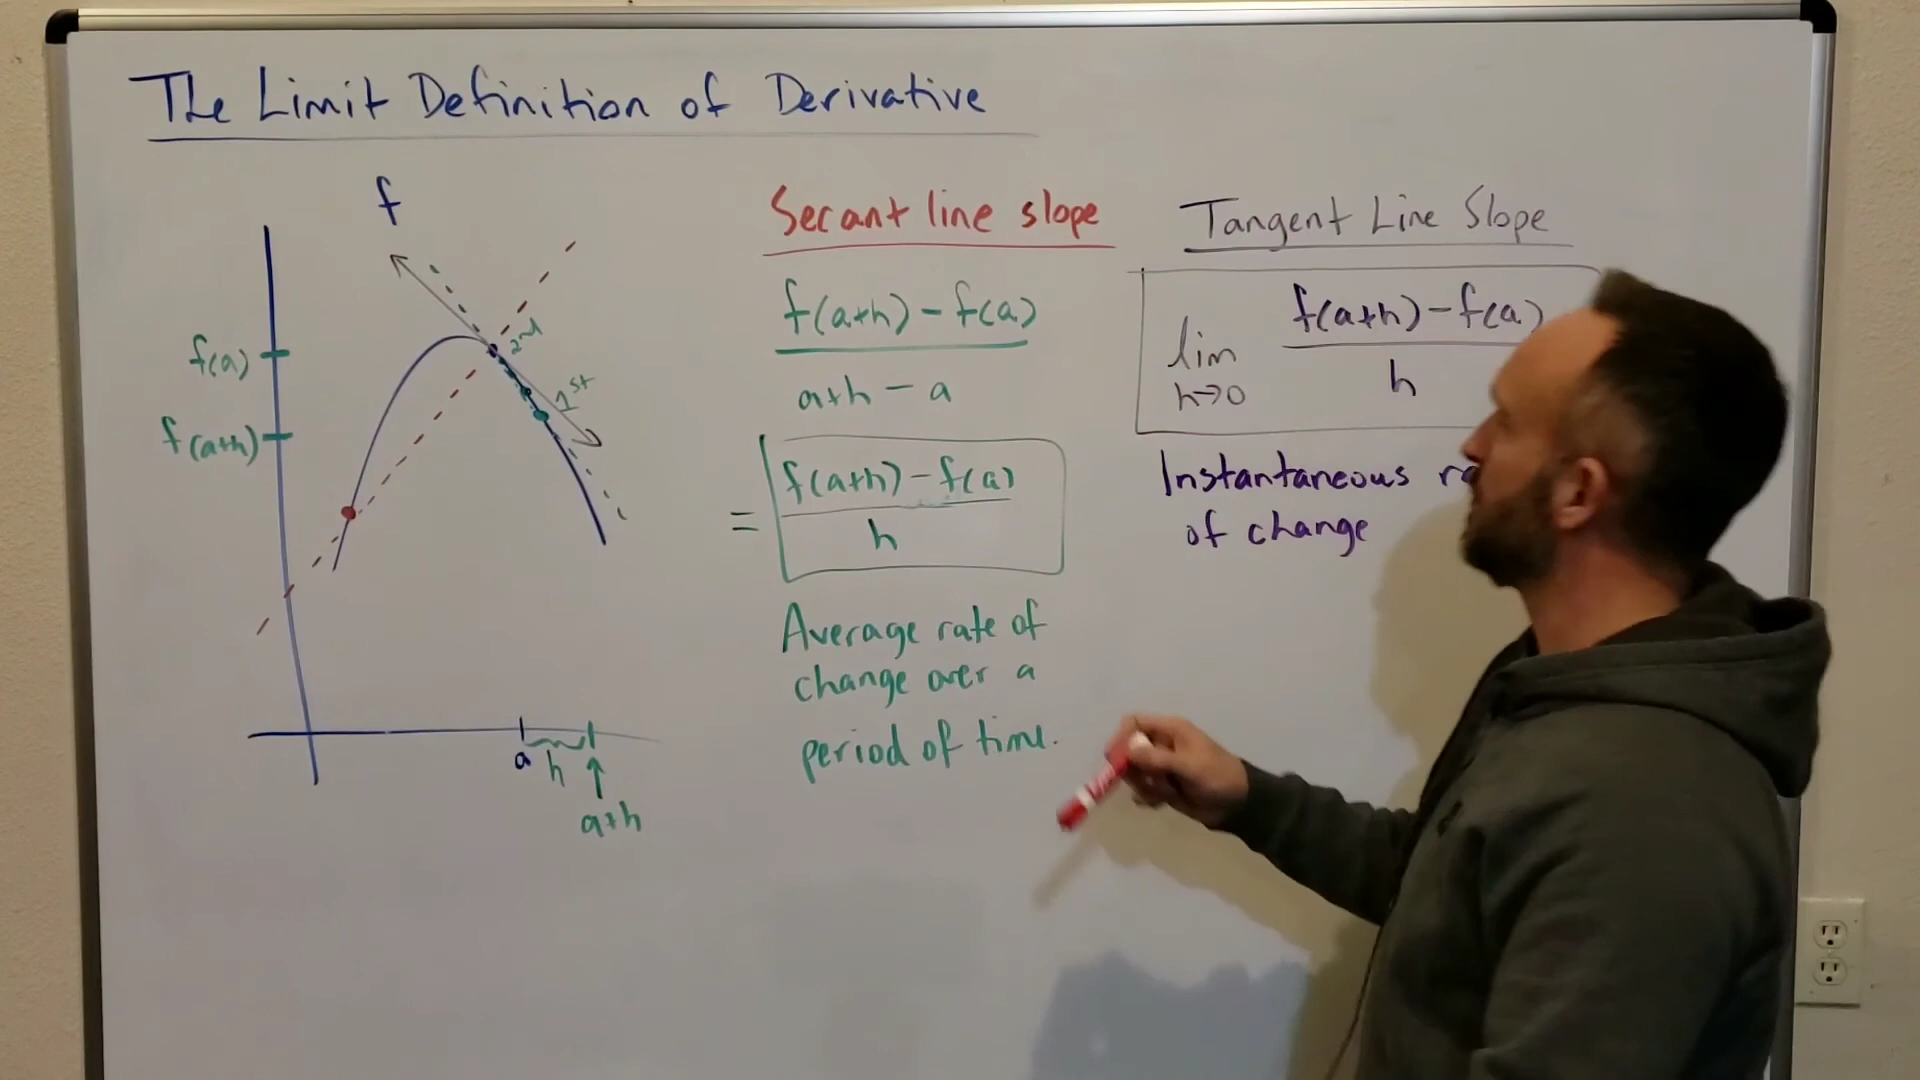 The Limit Definition of Derivative
f
f(a)
f(a+h)
2nd
1st
a
h
a+h
Secant line slope
f(a+h) - f(a)
a+h - a
= f(a+h) - f(a)
h
Average rate of
change over a
period of time.
Tangent Line Slope
lim
h→0
f(a+h) - f(a)
h
Instantaneous
of change